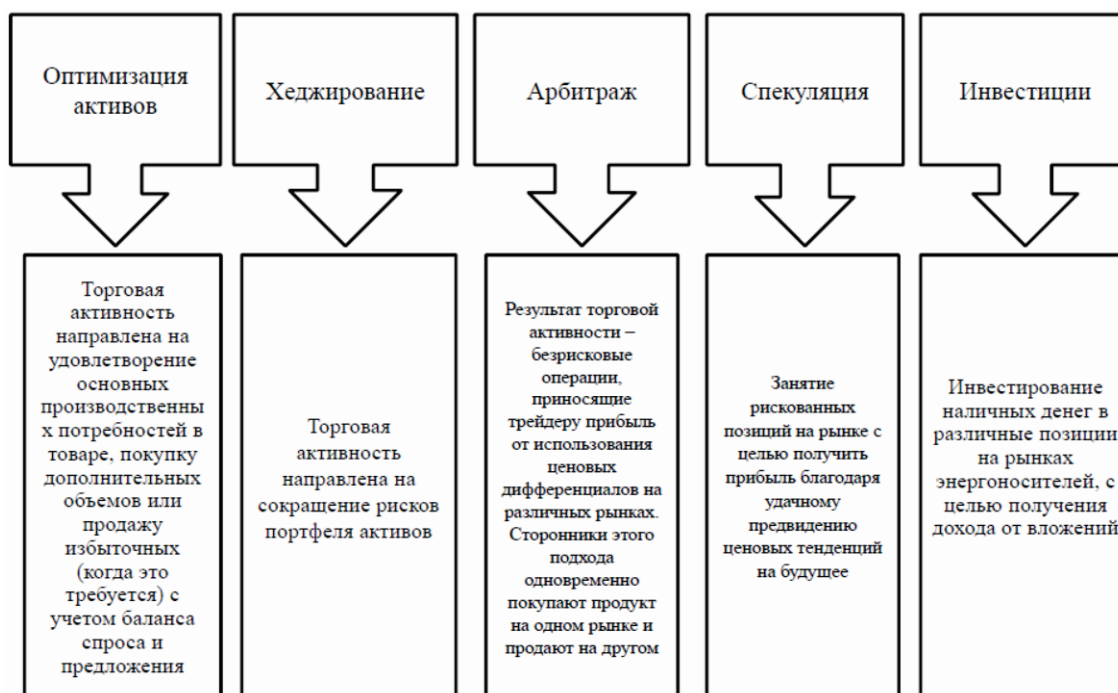 Оптимизация
активов
Хеджирование
Арбитраж
Спекуляция
Инвестиции
Торговая
активность
направлена на
удовлетворение
основных
производственны
х потребностей в
товаре, покупку
дополнительных
объемов или
продажу
избыточных
(когда это
требуется) с
учетом баланса
спроса и
предложения
Торговая
активность
направлена на
сокращение рисков
портфеля активов
Результат торговой
активности –
безрисковые
операции,
приносящие
трейдеру прибыль
от использования
ценовых
дифференциалов на
различных рынках.
Сторонники этого
подхода
одновременно
покупают продукт
на одном рынке и
продают на другом
Занятие
рискованных
позиций на рынке с
целью получить
прибыль благодаря
удачному
предвидению
ценовых тенденций
на будущее
Инвестирование
наличных денег в
различные позиции
на рынках
энергоносителей, с
целью получения
дохода от вложений